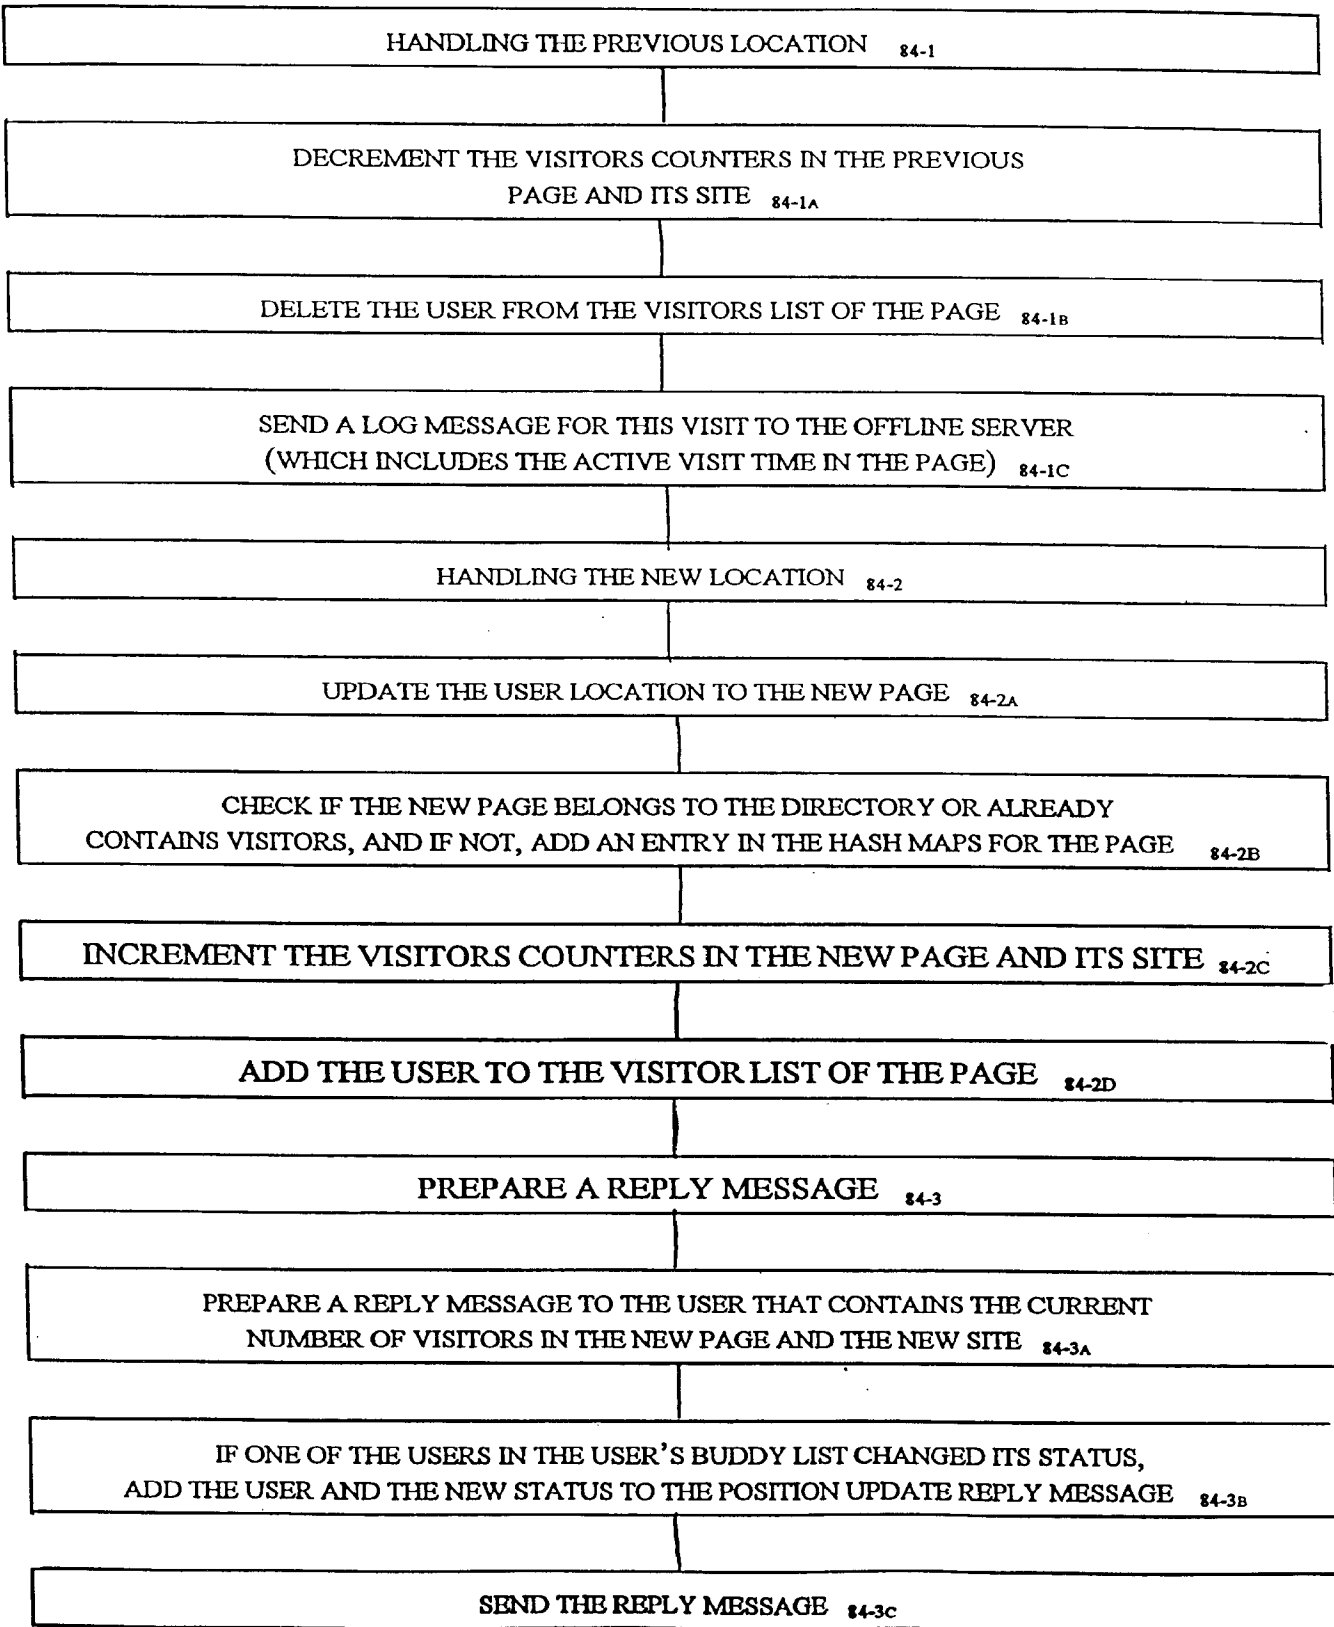 HANDLING THE PREVIOUS LOCATION 84-1
DECREMENT THE VISITORS COUNTERS IN THE PREVIOUS
PAGE AND ITS SITE 84-1A
DELETE THE USER FROM THE VISITORS LIST OF THE PAGE 84-1B
SEND A LOG MESSAGE FOR THIS VISIT TO THE OFFLINE SERVER
(WHICH INCLUDES THE ACTIVE VISIT TIME IN THE PAGE) 84-1C
HANDLING THE NEW LOCATION 84-2
UPDATE THE USER LOCATION TO THE NEW PAGE 84-2A
CHECK IF THE NEW PAGE BELONGS TO THE DIRECTORY OR ALREADY
CONTAINS VISITORS, AND IF NOT, ADD AN ENTRY IN THE HASH MAPS FOR THE PAGE 84-2B
INCREMENT THE VISITORS COUNTERS IN THE NEW PAGE AND ITS SITE 84-2C
ADD THE USER TO THE VISITOR LIST OF THE PAGE 84-2D
PREPARE A REPLY MESSAGE 84-3
PREPARE A REPLY MESSAGE TO THE USER THAT CONTAINS THE CURRENT
NUMBER OF VISITORS IN THE NEW PAGE AND THE NEW SITE 84-3A
IF ONE OF THE USERS IN THE USER'S BUDDY LIST CHANGED ITS STATUS,
ADD THE USER AND THE NEW STATUS TO THE POSITION UPDATE REPLY MESSAGE 84-3B
SEND THE REPLY MESSAGE 84-3C